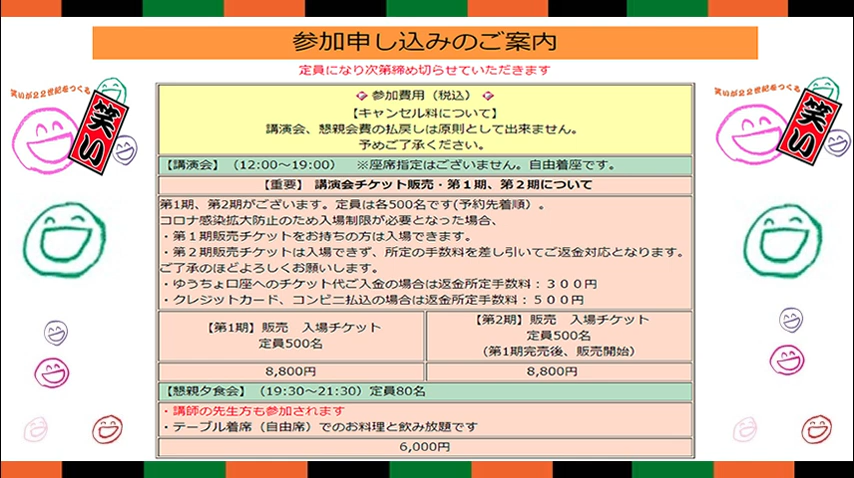 参加申し込みのご案内
定員になり次第締め切らせていただきます
笑いが２２世紀をつくる
笑い
笑いが２２世紀をつくる
笑い
参加費用（税込）
【キャンセル料について】
講演会、懇親会費の払戻しは原則として出来ません。
予めご了承ください。
【講演会】（12:00～19:00）　※座席指定はございません。自由着座です。
【重要】 講演会チケット販売・第１期、第２期について
第1期、第2期がございます。定員は各500名です(予約先着順）。
コロナ感染拡大防止のため入場制限が必要となった場合、
・第１期販売チケットをお持ちの方は入場できます。
・第２期販売チケットは入場できず、所定の手数料を差し引いてご返金対応となります。
ご了承のほどよろしくお願いします。
・ゆうちょ口座へのチケット代ご入金の場合は返金所定手数料：３００円
・クレジットカード、コンビニ払込の場合は返金所定手数料：５００円
【第1期】販売　入場チケット
定員500名
【第2期】販売　入場チケット
定員500名
（第1期完売後、販売開始)
8,800円
8,800円
【懇親夕食会】（19:30～21:30）定員80名
・講師の先生方も参加されます
・テーブル着席（自由席）でのお料理と飲み放題です
6,000円